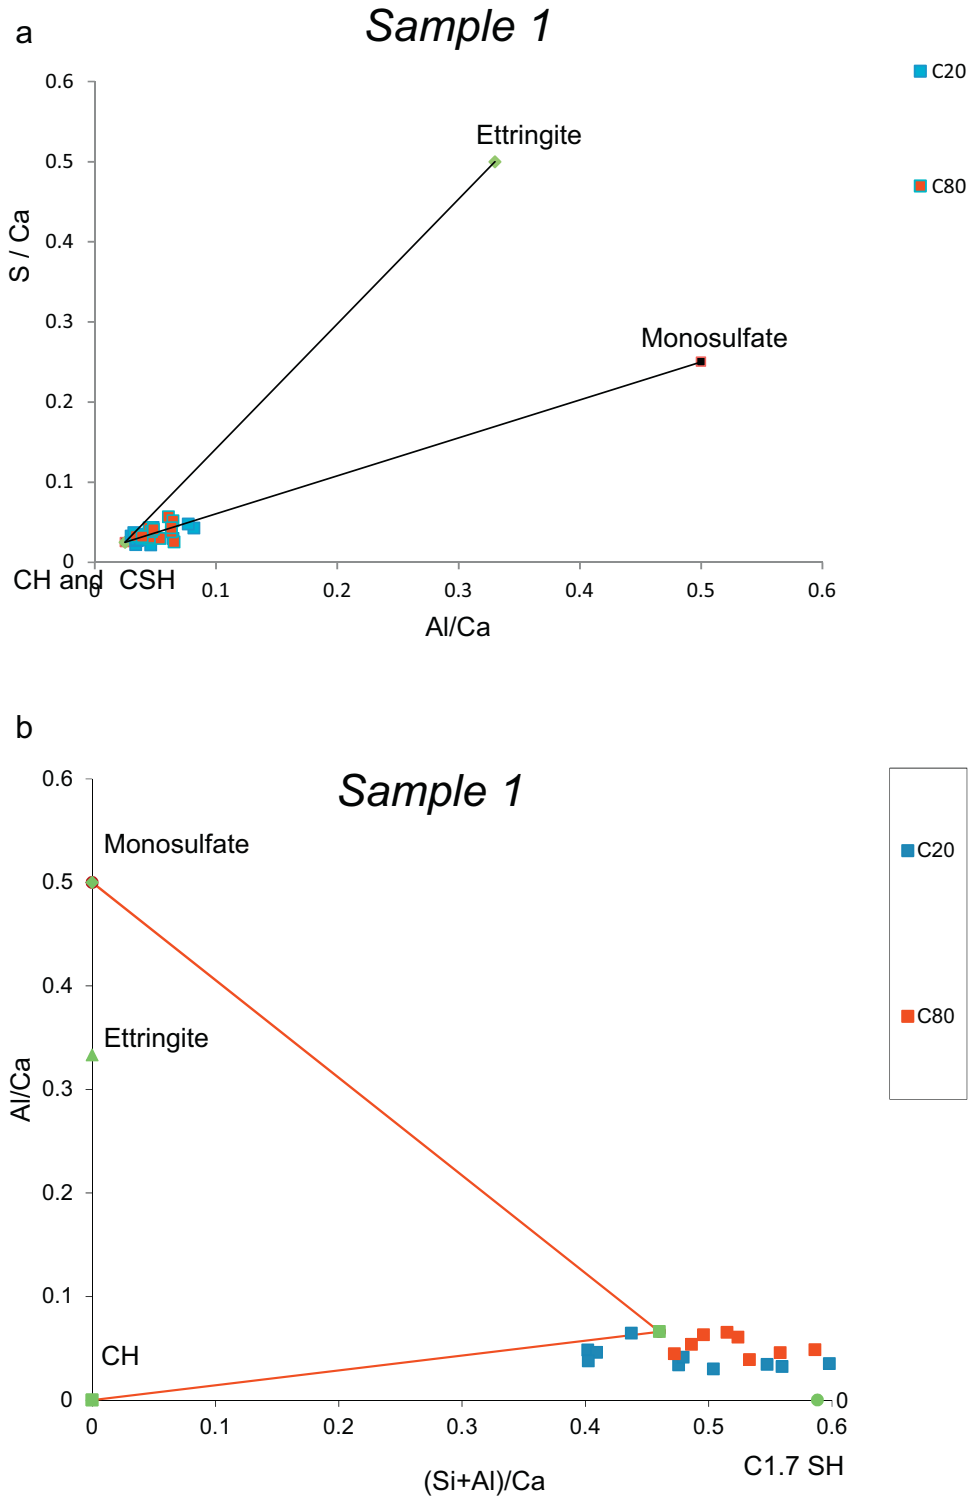 a
Sample 1
C20
C80
0.6
0.5
0.4
0.3
0.2
0.1
0
S / Ca
Ettringite
Monosulfate
CH and CSH
0 0.1 0.2 0.3 0.4 0.5 0.6
Al/Ca
b
Sample 1
C20
C80
0.6
0.5
0.4
0.3
0.2
0.1
0
Al/Ca
Monosulfate
Ettringite
CH
0
0 0.1 0.2 0.3 0.4 0.5 0.6
C1.7 SH
(Si+Al)/Ca